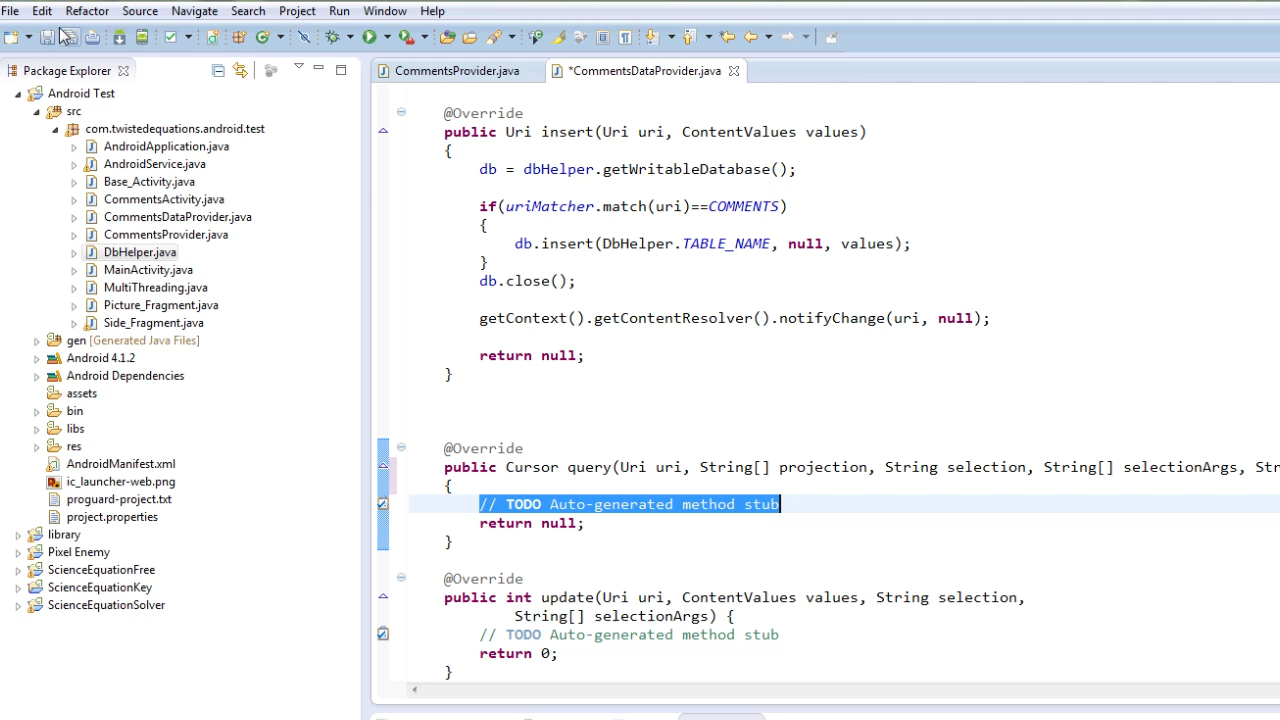 File Edit Refactor Source Navigate Search Project Run Window Help
Package Explorer
CommentsProvider.java *CommentsDataProvider.java
Android Test
src
com.twistedequations.android.test
AndroidApplication.java
AndroidService.java
Base_Activity.java
CommentsActivity.java
CommentsDataProvider.java
CommentsProvider.java
DbHelper.java
MainActivity.java
MultiThreading.java
Picture_Fragment.java
Side_Fragment.java
gen [Generated Java Files]
Android 4.1.2
Android Dependencies
assets
bin
libs
res
AndroidManifest.xml
ic_launcher-web.png
proguard-project.txt
project.properties
library
Pixel Enemy
ScienceEquationFree
ScienceEquationKey
ScienceEquationSolver
@Override
public Uri insert(Uri uri, ContentValues values)
{
db = dbHelper.getWritableDatabase();
if(uriMatcher.match(uri)==COMMENTS)
{
db.insert(DbHelper.TABLE_NAME, null, values);
}
db.close();
getContext().getContentResolver().notifyChange(uri, null);
return null;
}
@Override
public Cursor query(Uri uri, String[] projection, String selection, String[] selectionArgs, Str
{
// TODO Auto-generated method stub
return null;
}
@Override
public int update(Uri uri, ContentValues values, String selection,
String[] selectionArgs) {
// TODO Auto-generated method stub
return 0;
}